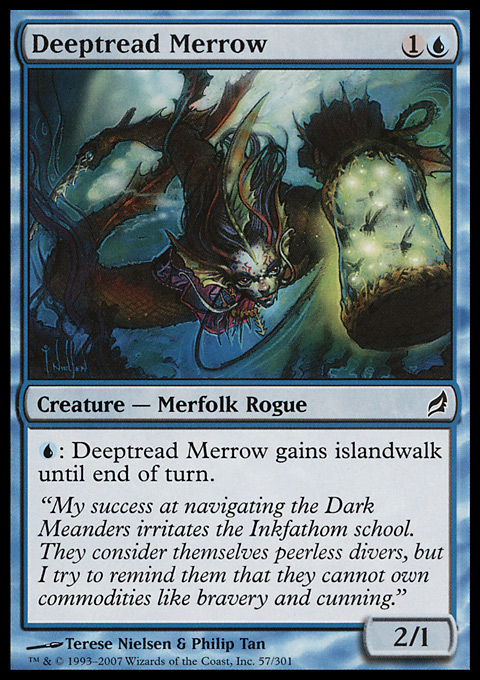 Deeptread Merrow 1
T Nielsen
Creature — Merfolk Rogue
: Deeptread Merrow gains islandwalk
until end of turn.
“My success at navigating the Dark
Meanders irritates the Inkfathom school.
They consider themselves peerless divers, but
I try to remind them that they cannot own
commodities like bravery and cunning.”
Terese Nielsen & Philip Tan
2/1
™ & © 1993–2007 Wizards of the Coast, Inc. 57/301